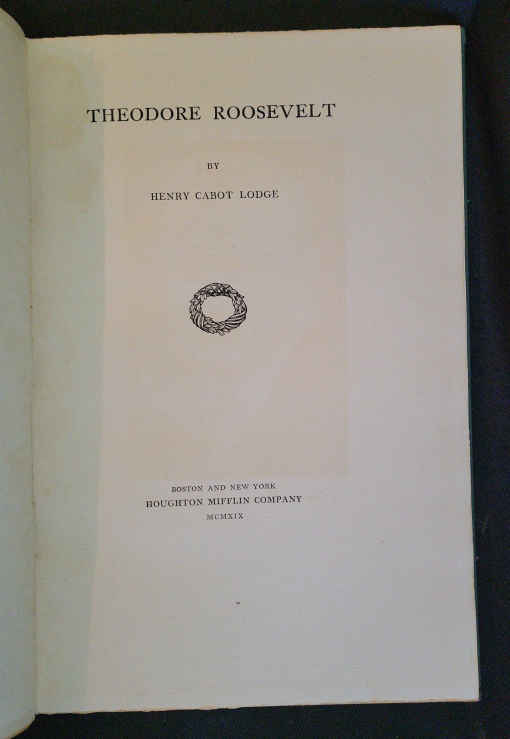 THEODORE ROOSEVELT
BY
HENRY CABOT LODGE
BOSTON AND NEW YORK
HOUGHTON MIFFLIN COMPANY
MCMXIX